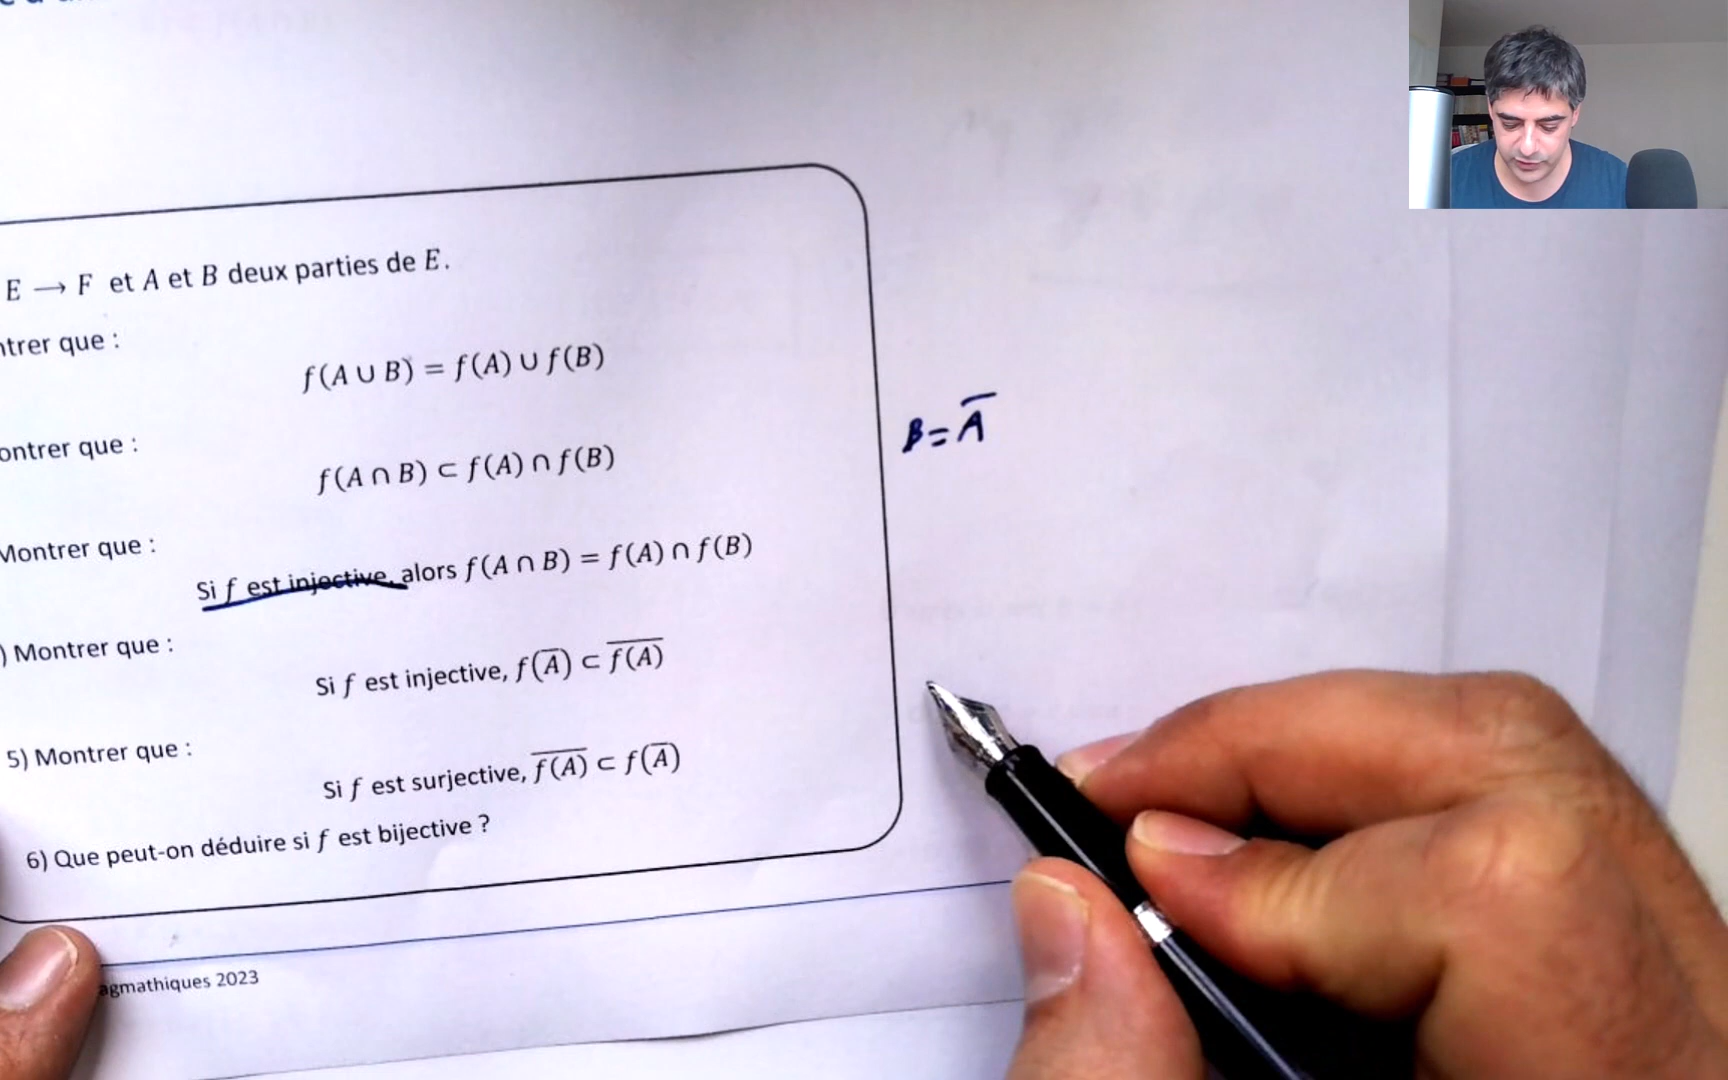 E ⟶ F et A et B deux parties de E.
ntrer que :
f(A ∪ B) = f(A) ∪ f(B)
B = A̅
ontrer que :
f(A ∩ B) ⊂ f(A) ∩ f(B)
Montrer que :
Si f est injective, alors f(A ∩ B) = f(A) ∩ f(B)
) Montrer que :
Si f est injective, f(A̅) ⊂ \overline{f(A)}
5) Montrer que :
Si f est surjective, \overline{f(A)} ⊂ f(A̅)
6) Que peut-on déduire si f est bijective ?
agmathiques 2023